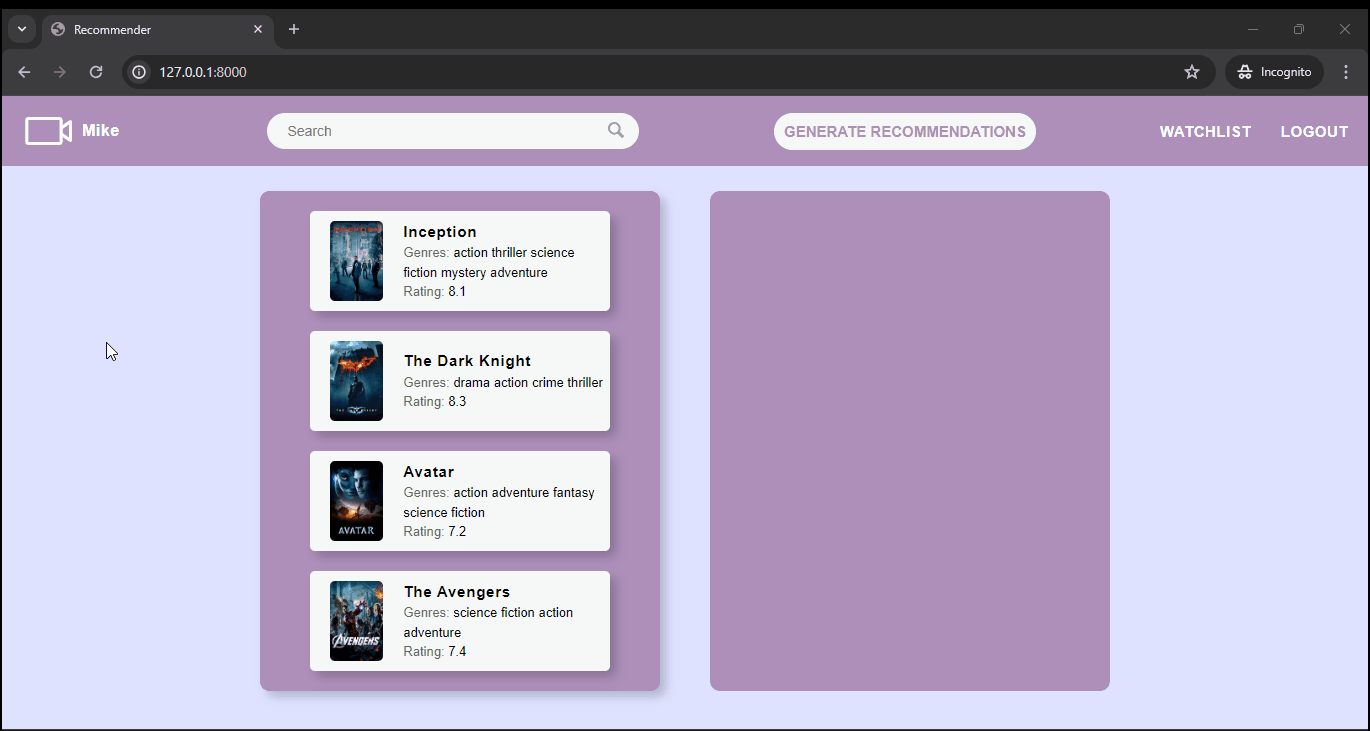 Recommender
127.0.0.1:8000
Incognito
Mike
Search
GENERATE RECOMMENDATIONS
WATCHLIST
LOGOUT
Inception
Genres: action thriller science
fiction mystery adventure
Rating: 8.1
The Dark Knight
Genres: drama action crime thriller
Rating: 8.3
AVATAR
Avatar
Genres: action adventure fantasy
science fiction
Rating: 7.2
AVENGERS
The Avengers
Genres: science fiction action
adventure
Rating: 7.4